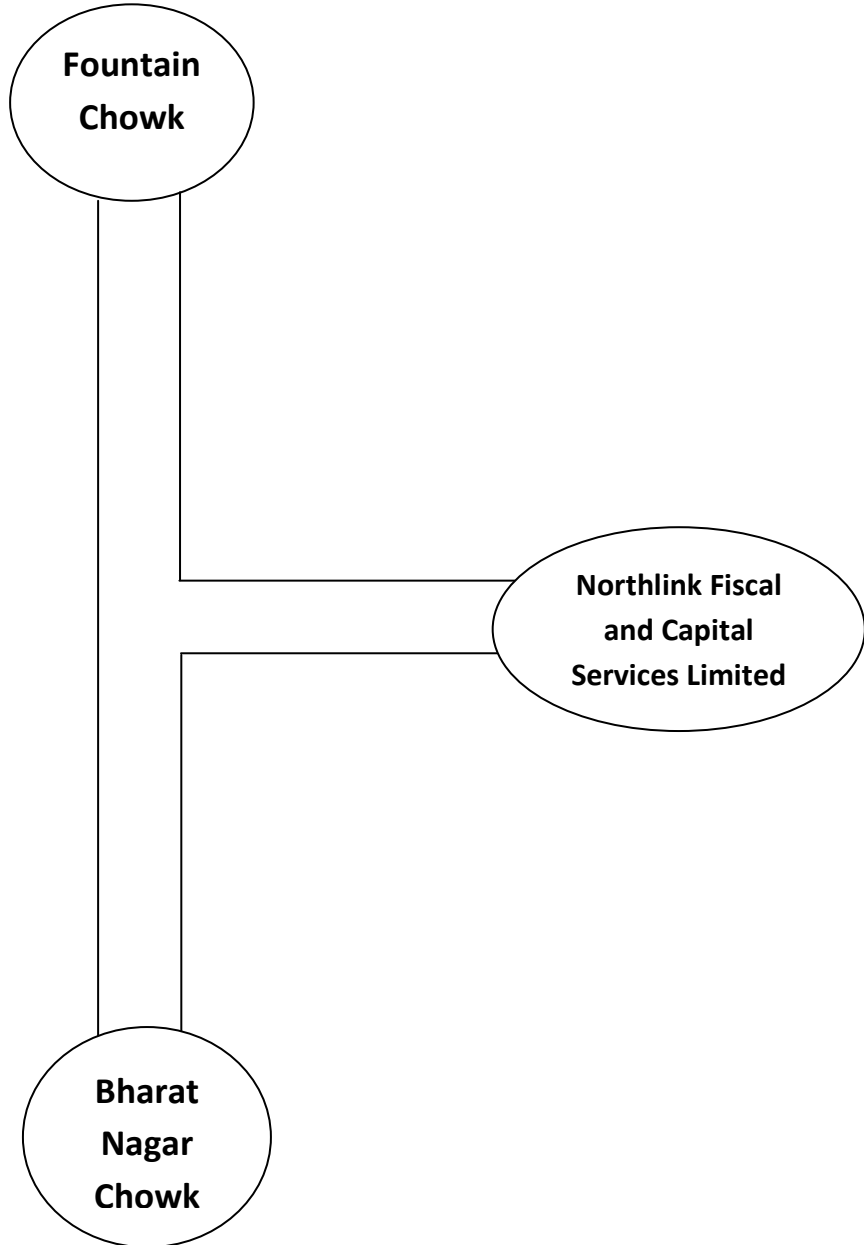 Fountain
Chowk
Northlink Fiscal
and Capital
Services Limited
Bharat
Nagar
Chowk